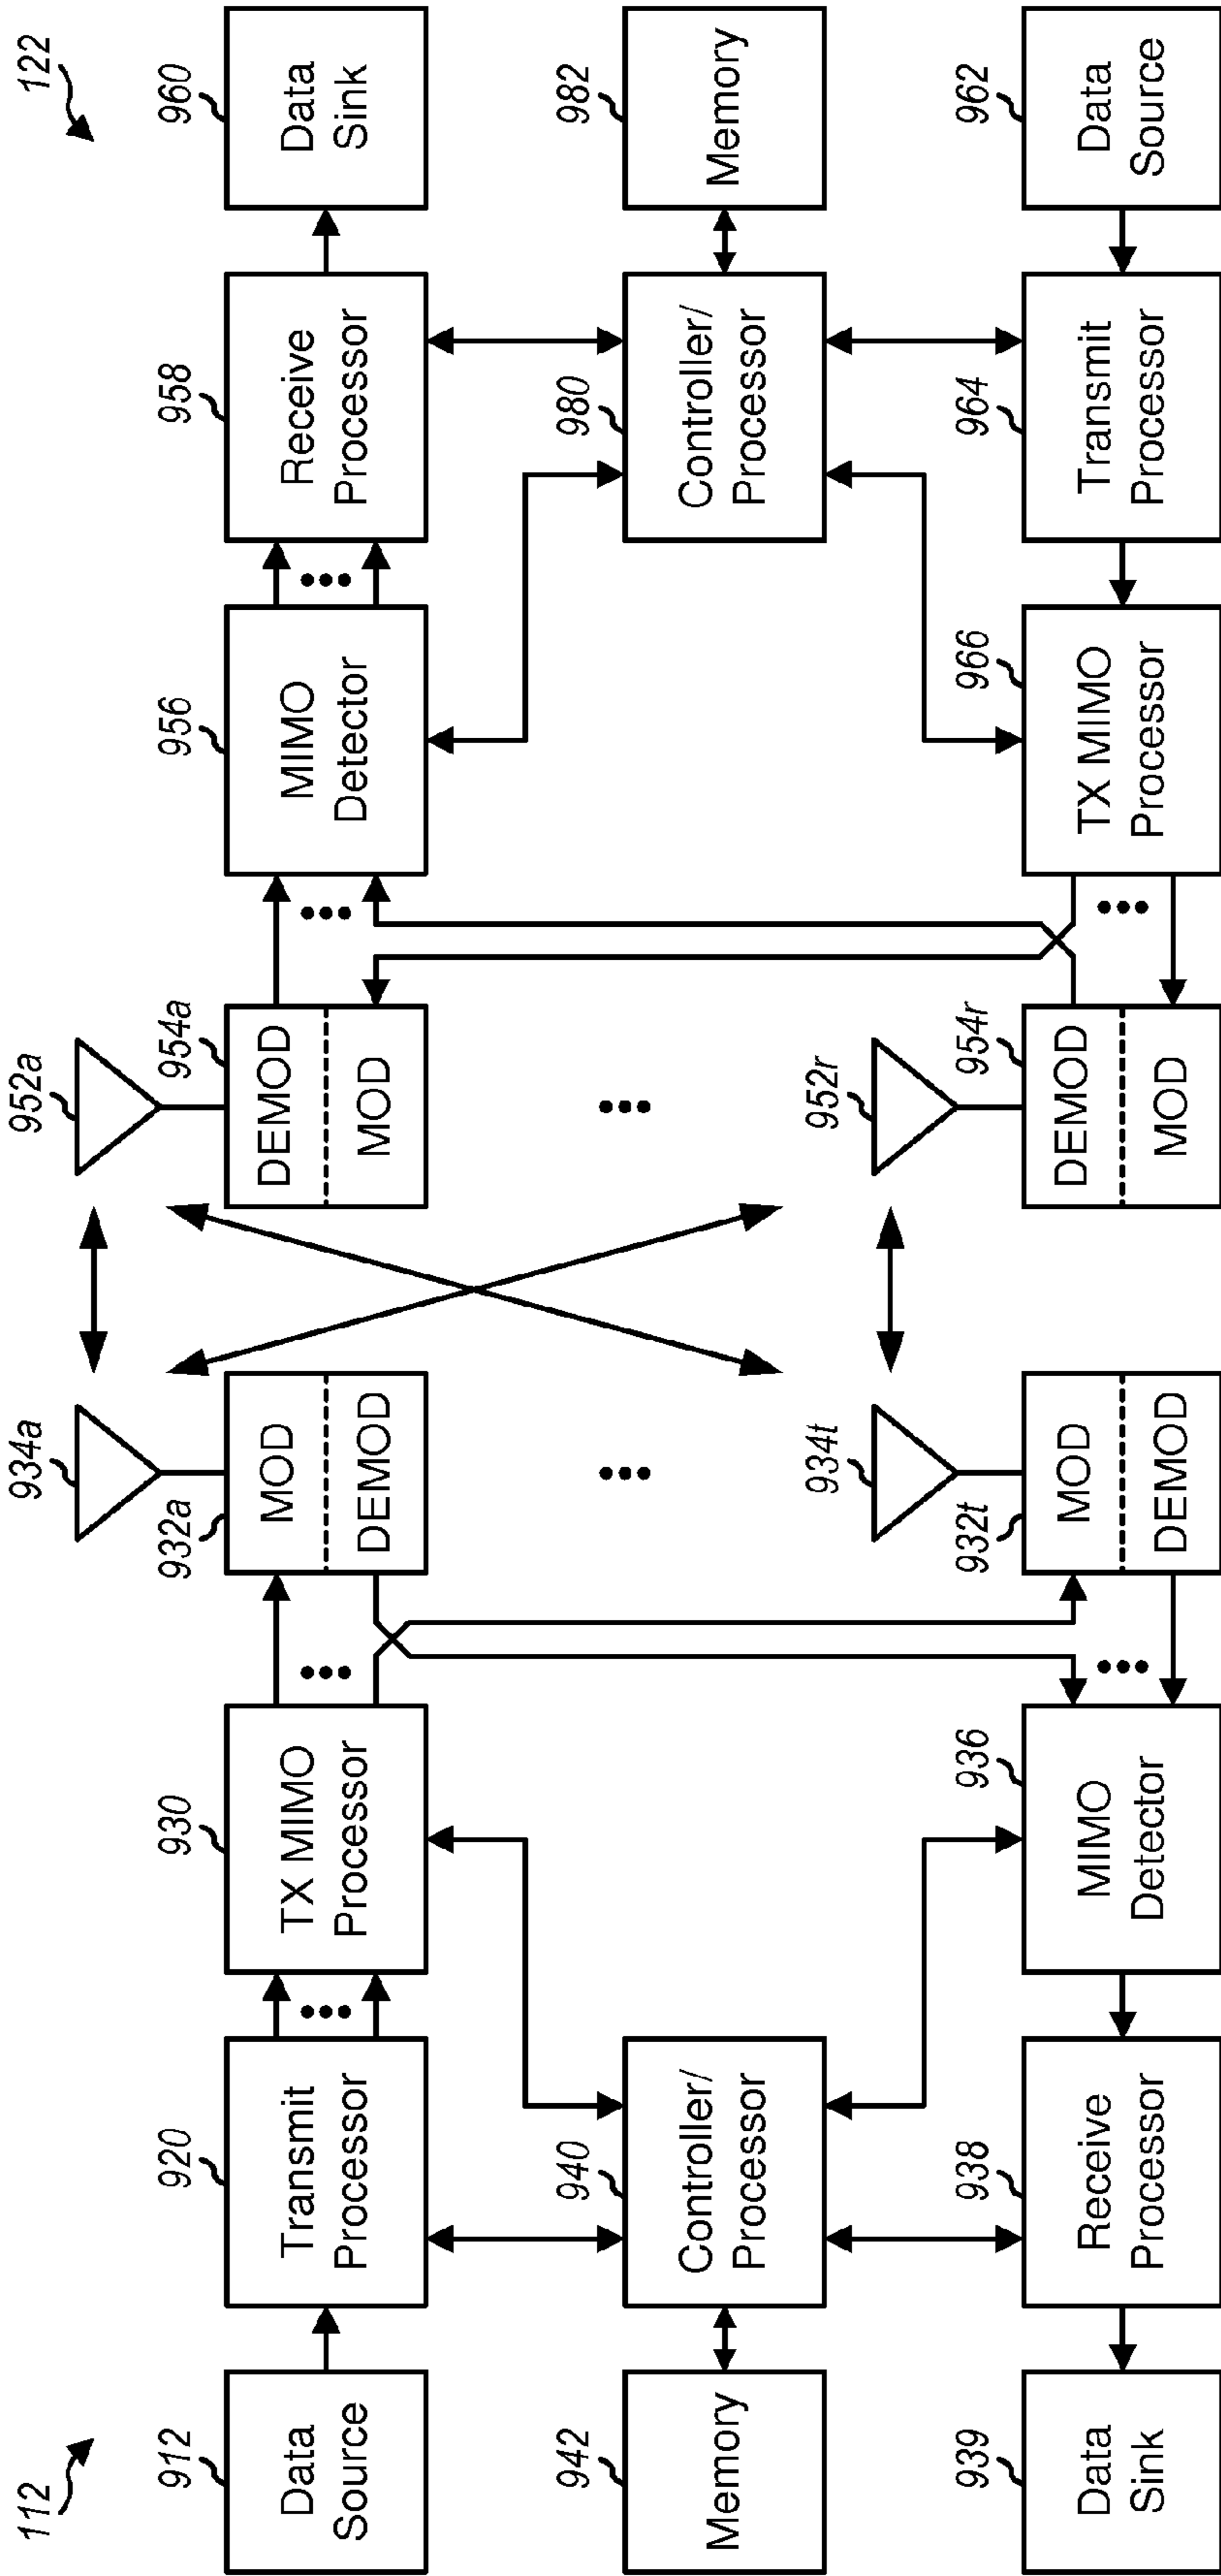 112
912
Data
Source
920
Transmit
Processor
930
TX MIMO
Processor
934a
932a
MOD
DEMOD
952a
954a
DEMOD
MOD
956
MIMO
Detector
958
Receive
Processor
122
960
Data
Sink
942
Memory
940
Controller/
Processor
980
Controller/
Processor
982
Memory
939
Data
Sink
938
Receive
Processor
936
MIMO
Detector
934t
932t
MOD
DEMOD
952r
954r
DEMOD
MOD
966
TX MIMO
Processor
964
Transmit
Processor
962
Data
Source